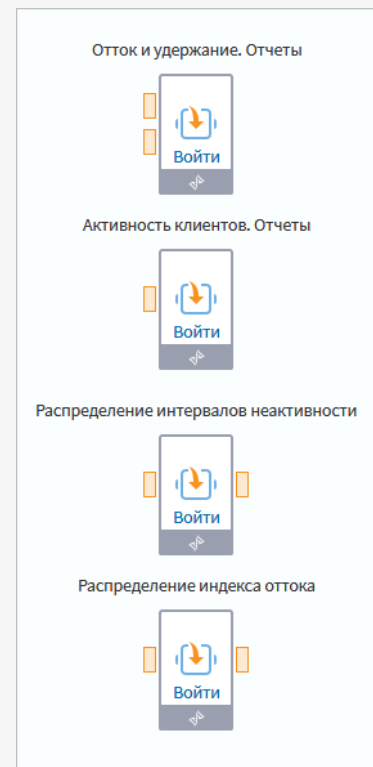 Отток и удержание. Отчеты
Войти
Активность клиентов. Отчеты
Войти
Распределение интервалов неактивности
Войти
Распределение индекса оттока
Войти